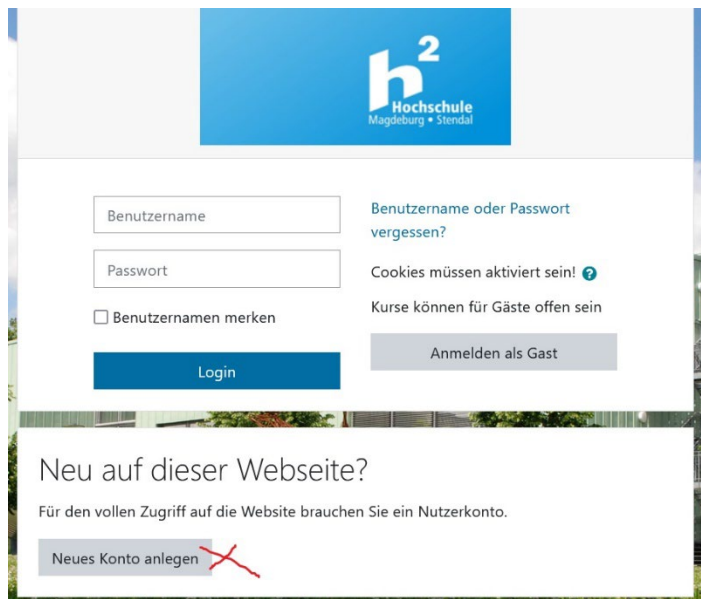 h²
Hochschule
Magdeburg • Stendal
Benutzername
Passwort
Benutzernamen merken
Login
Benutzername oder Passwort
vergessen?
Cookies müssen aktiviert sein!
Kurse können für Gäste offen sein
Anmelden als Gast
Neu auf dieser Webseite?
Für den vollen Zugriff auf die Website brauchen Sie ein Nutzerkonto.
Neues Konto anlegen